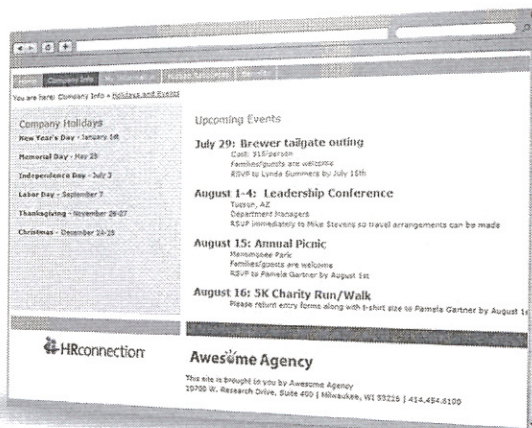 Company Info
You are here: Company Info » Holidays and Events
Company Holidays
New Year's Day - January 1st
Memorial Day - May 25
Independence Day - July 3
Labor Day - September 7
Thanksgiving - November 26-27
Christmas - December 24-25
Upcoming Events
July 29: Brewer tailgate outing
Cost: $15/person
Families/guests are welcome
RSVP to Lynda Summers by July 15th
August 1-4: Leadership Conference
Tucson, AZ
Department Managers
RSVP immediately to Mike Stevens so travel arrangements can be made
August 15: Annual Picnic
Menomonee Park
Families/guests are welcome
RSVP to Pamela Gartner by August 1st
August 16: 5K Charity Run/Walk
Please return entry forms along with t-shirt size to Pamela Gartner by August 1st
HRconnection
Awesome Agency
This site is brought to you by Awesome Agency
10700 W. Research Drive, Suite 400 | Milwaukee, WI 53226 | 414.454.6100